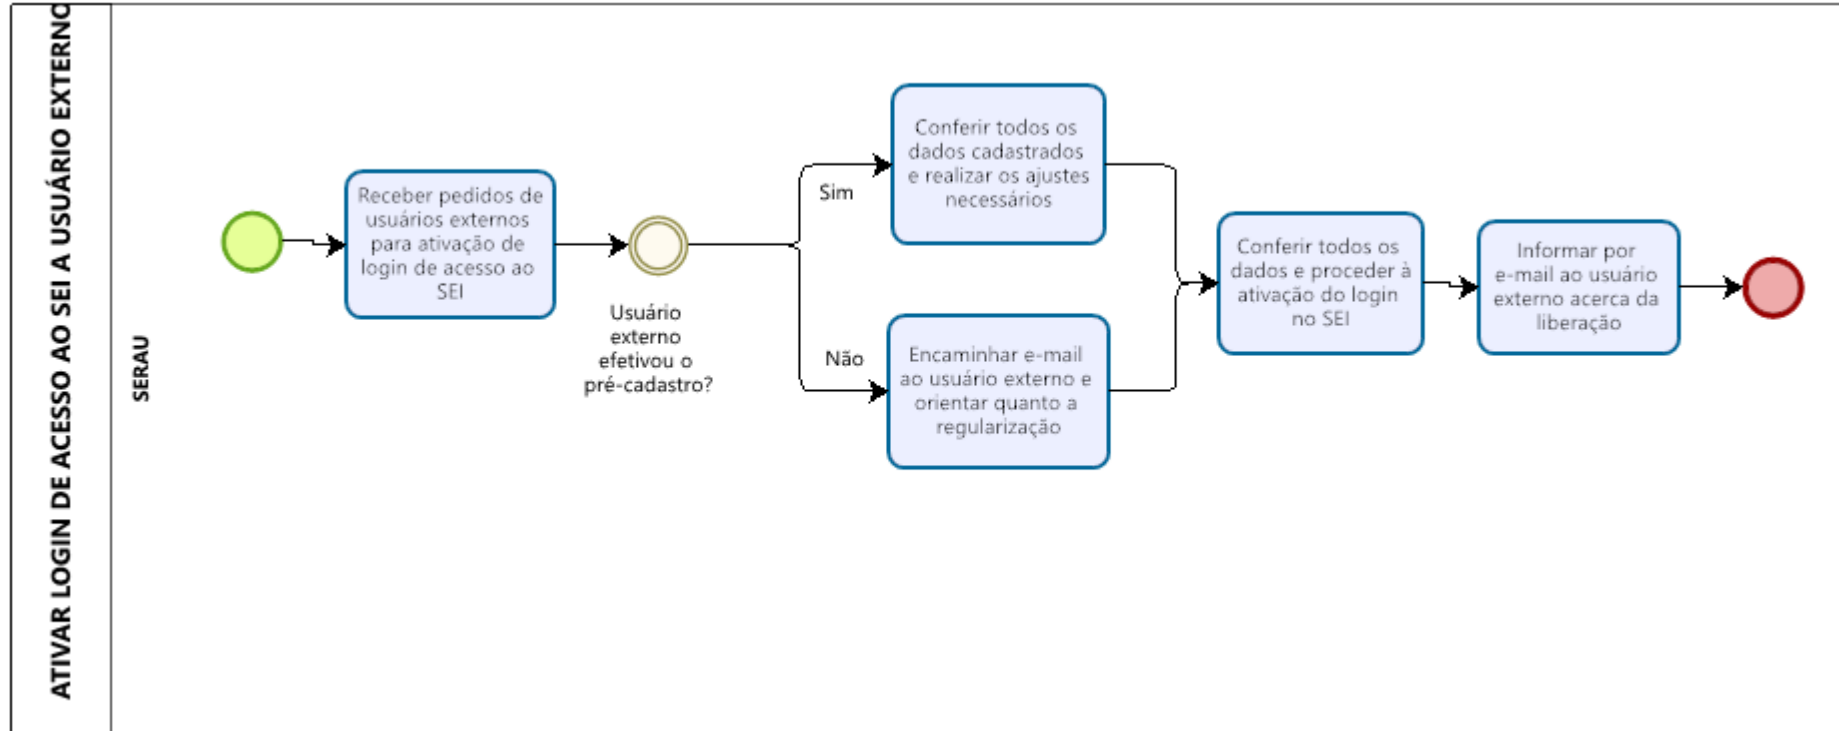 ATIVAR LOGIN DE ACESSO AO SEI A USUÁRIO EXTERNO
SERAU
Receber pedidos de
usuários externos
para ativação de
login de acesso ao
SEI
Usuário
externo
efetivou o
pré-cadastro?
Sim
Conferir todos os
dados cadastrados
e realizar os ajustes
necessários
Não
Encaminhar e-mail
ao usuário externo e
orientar quanto a
regularização
Conferir todos os
dados e proceder à
ativação do login
no SEI
Informar por
e-mail ao usuário
externo acerca da
liberação